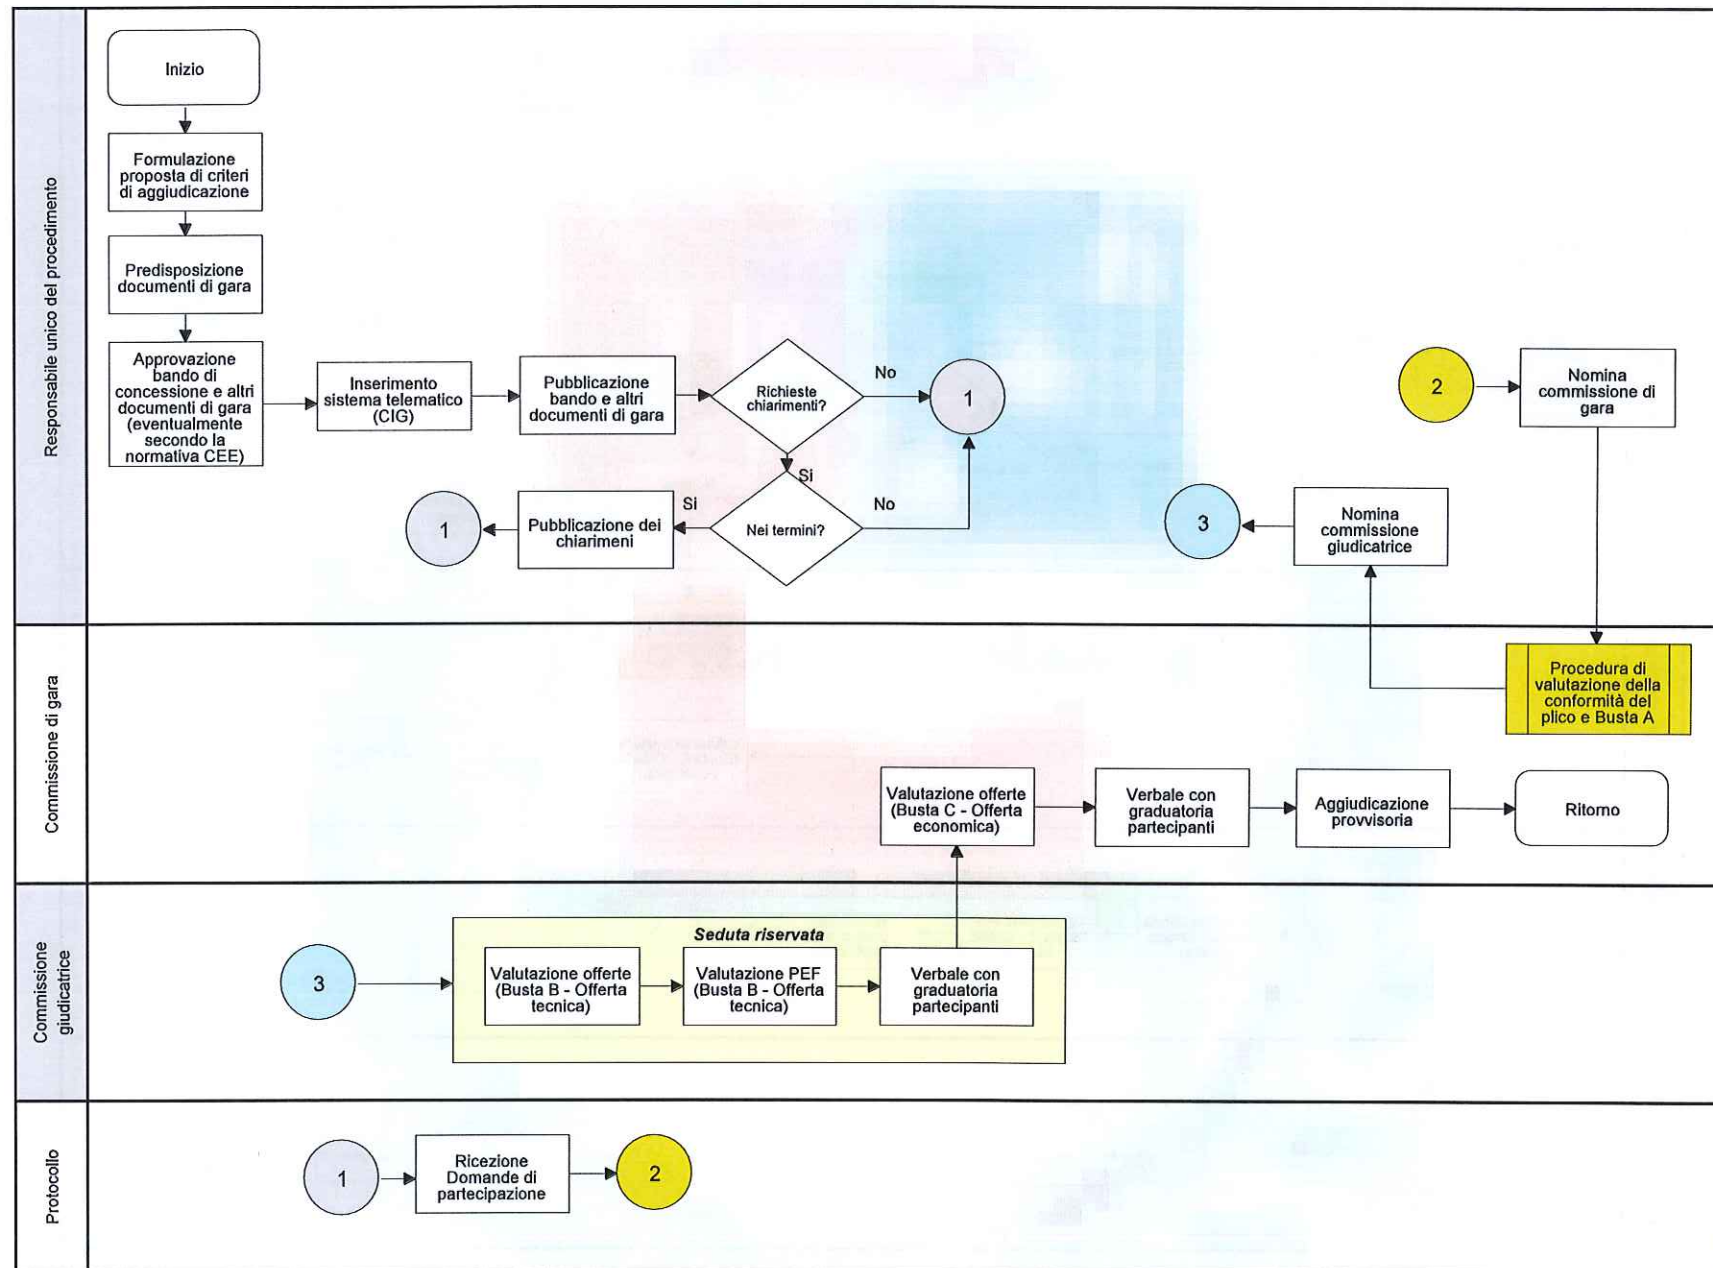 Responsabile unico del procedimento
Inizio
Formulazione
proposta di criteri
di aggiudicazione
Predisposizione
documenti di gara
Approvazione
bando di
concessione e altri
documenti di gara
(eventualmente
secondo la
normativa CEE)
Inserimento
sistema telematico
(CIG)
Pubblicazione
bando e altri
documenti di gara
Richieste
chiarimenti?
No
1
Si
Nei termini?
No
Si
Pubblicazione dei
chiarimeni
1
2
Nomina
commissione di
gara
Nomina
commissione
giudicatrice
3
Commissione di gara
Procedura di
valutazione della
conformità del
plico e Busta A
Valutazione offerte
(Busta C - Offerta
economica)
Verbale con
graduatoria
partecipanti
Aggiudicazione
provvisoria
Ritorno
Commissione
giudicatrice
3
Seduta riservata
Valutazione offerte
(Busta B - Offerta
tecnica)
Valutazione PEF
(Busta B - Offerta
tecnica)
Verbale con
graduatoria
partecipanti
Protocollo
1
Ricezione
Domande di
partecipazione
2